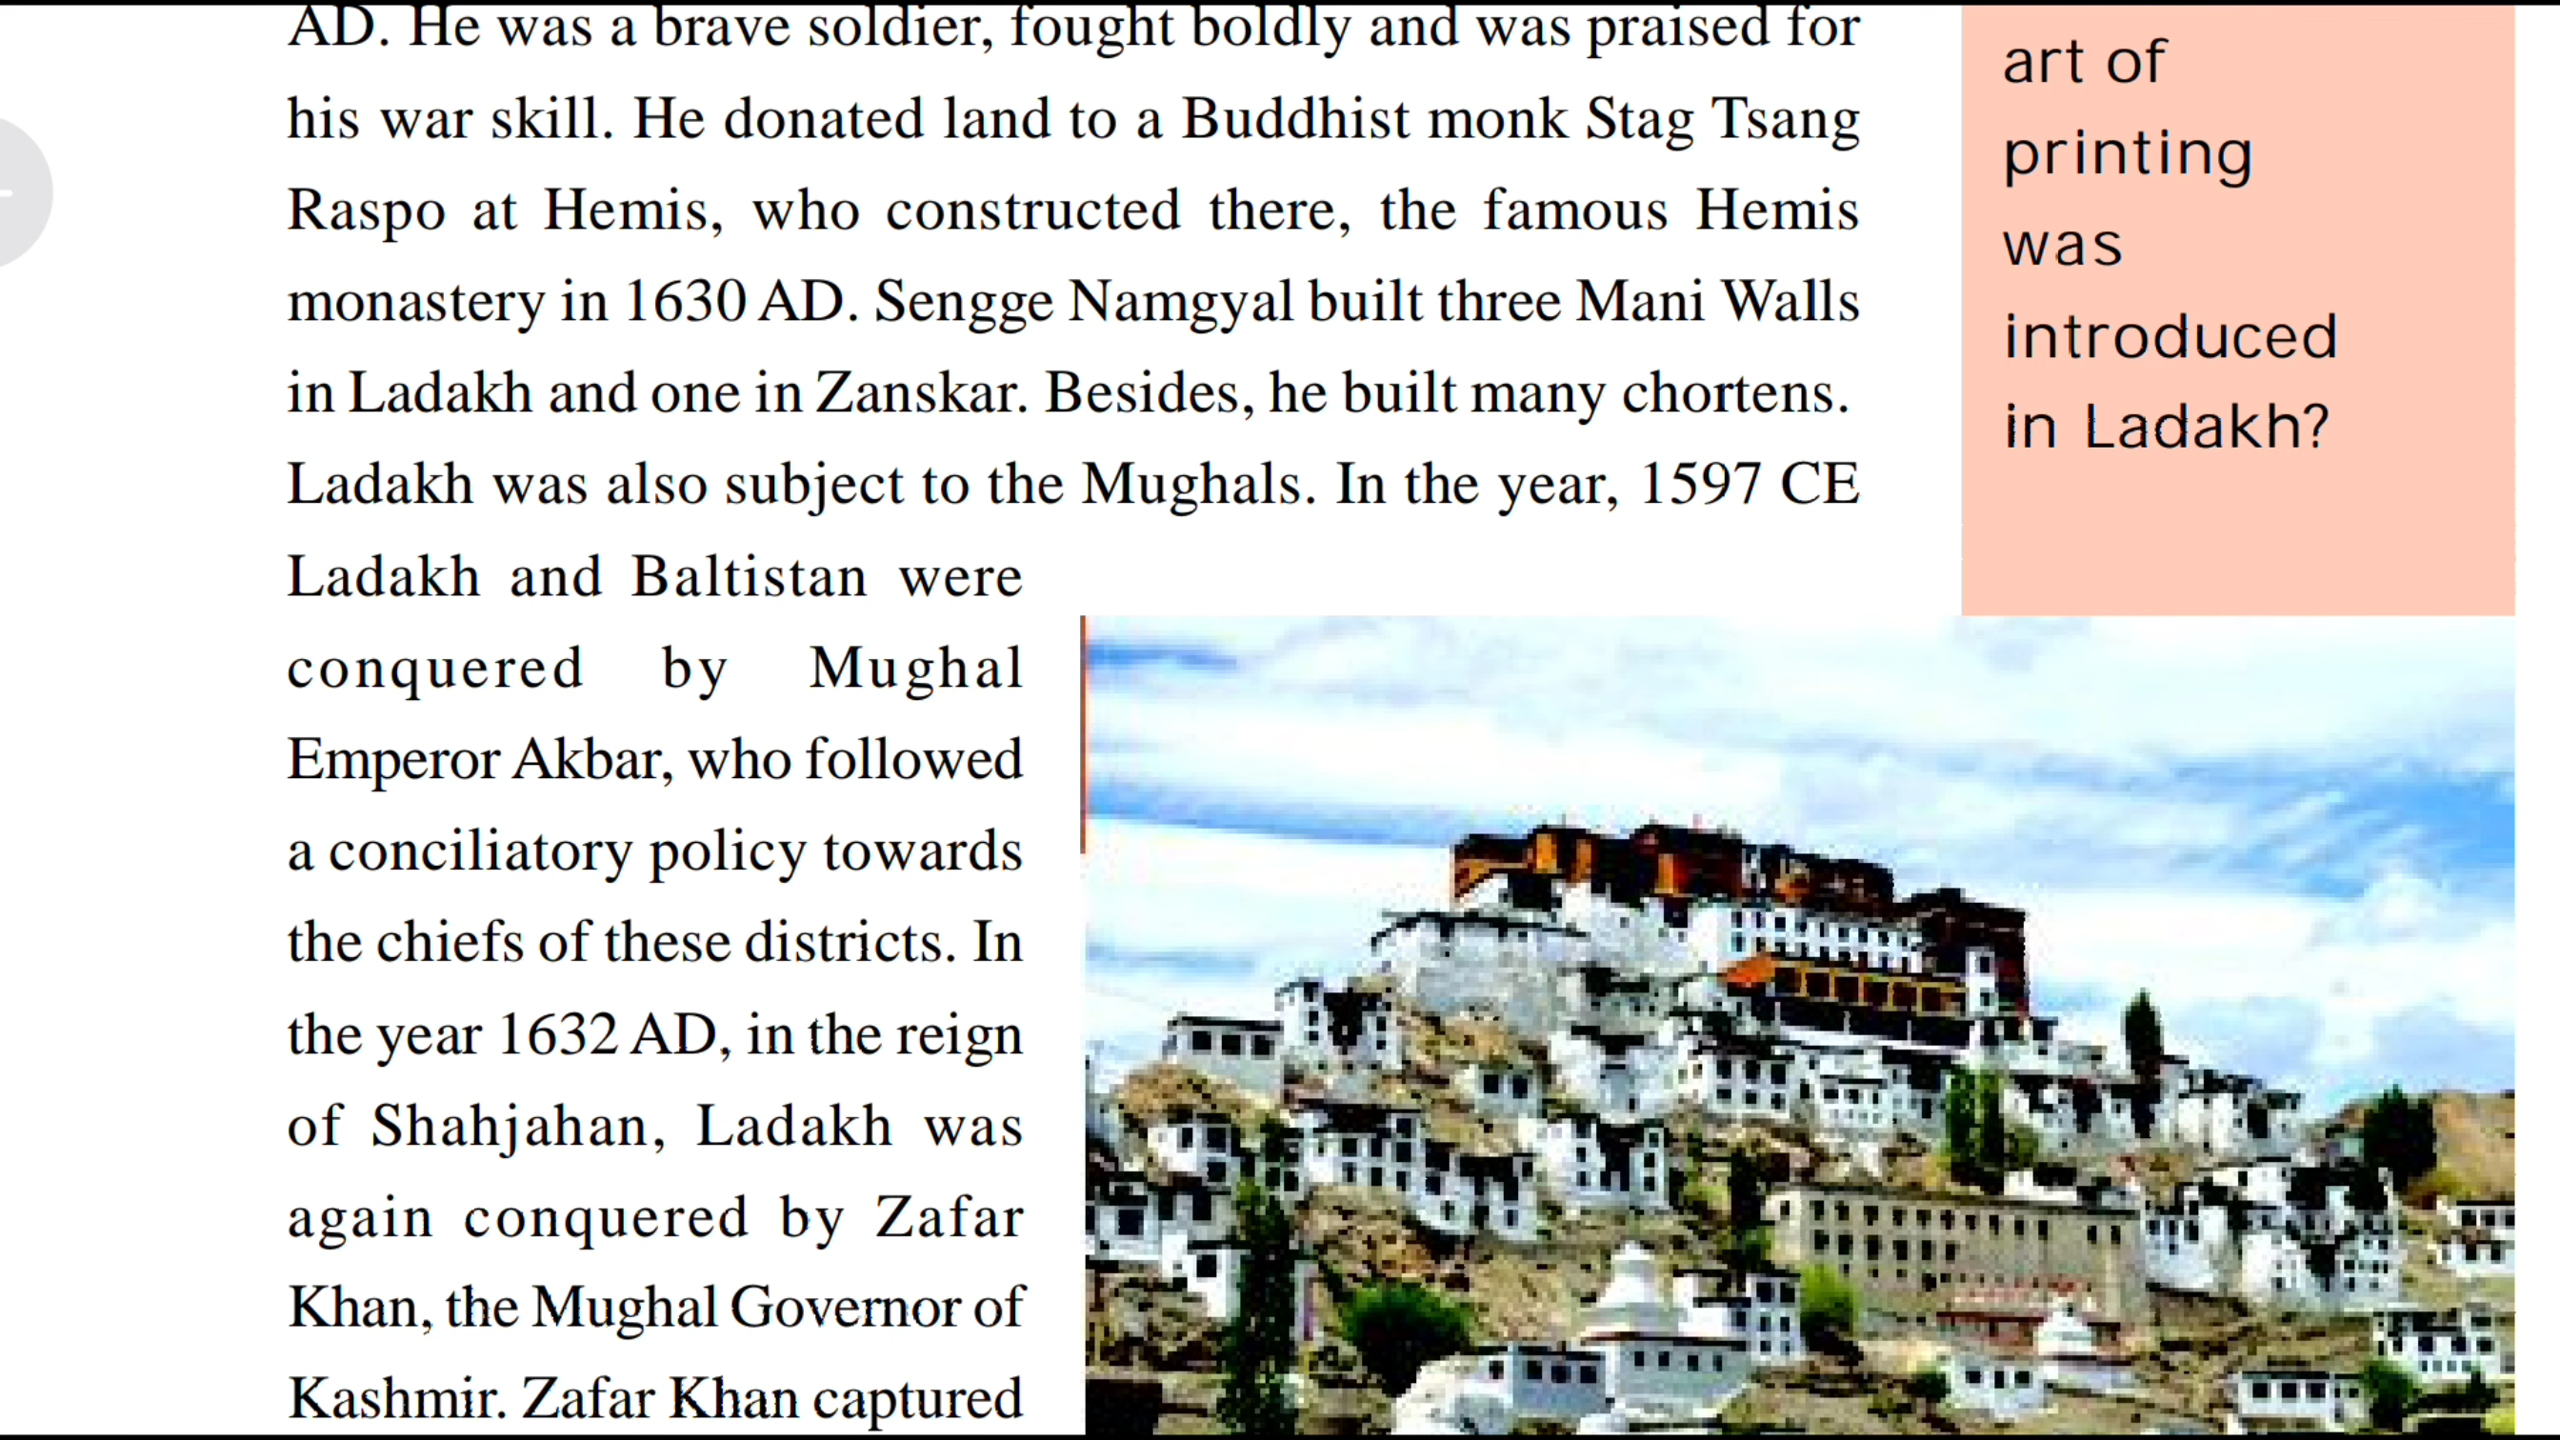 AD. He was a brave soldier, fought boldly and was praised for
his war skill. He donated land to a Buddhist monk Stag Tsang
Raspo at Hemis, who constructed there, the famous Hemis
monastery in 1630 AD. Sengge Namgyal built three Mani Walls
in Ladakh and one in Zanskar. Besides, he built many chortens.
Ladakh was also subject to the Mughals. In the year, 1597 CE
Ladakh and Baltistan were
conquered by Mughal
Emperor Akbar, who followed
a conciliatory policy towards
the chiefs of these districts. In
the year 1632 AD, in the reign
of Shahjahan, Ladakh was
again conquered by Zafar
Khan, the Mughal Governor of
Kashmir. Zafar Khan captured
art of
printing
was
introduced
in Ladakh?